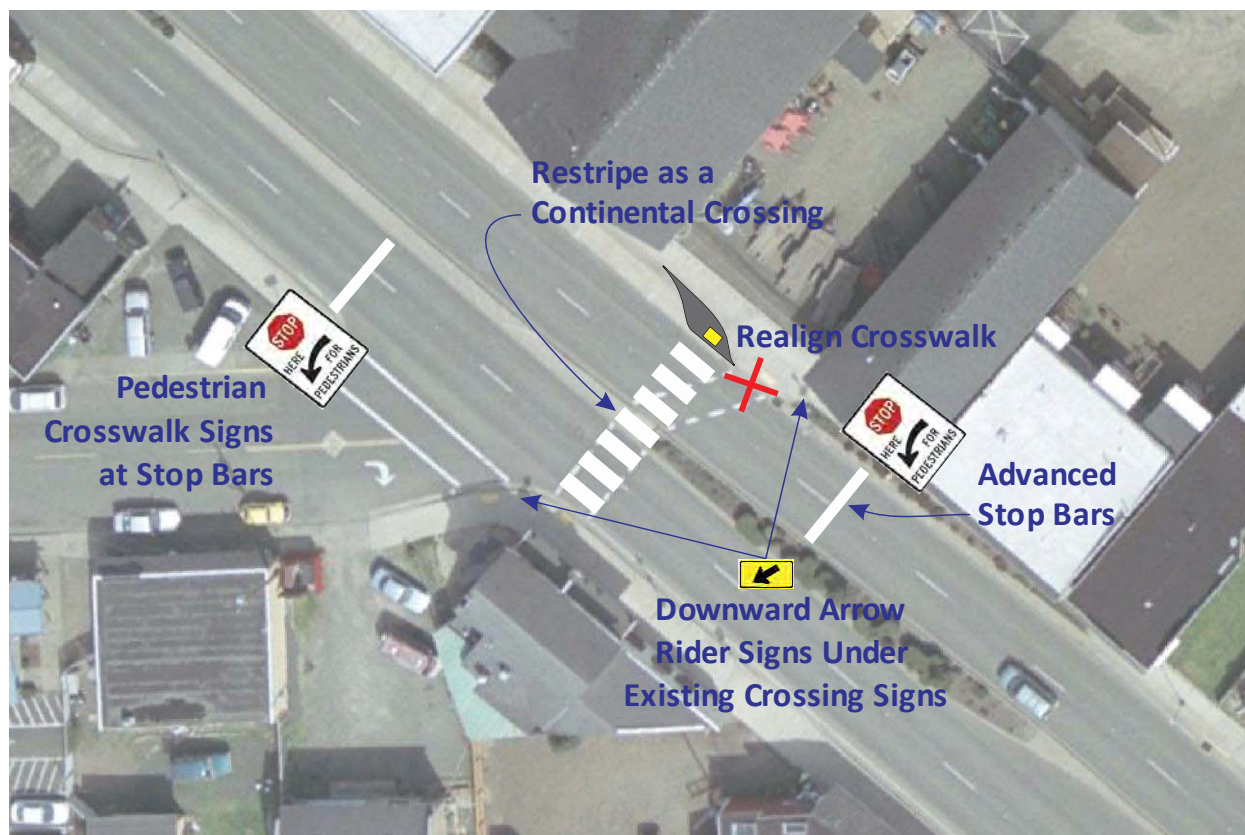 Restripe as a
Continental Crossing
Realign Crosswalk
STOP
HERE
FOR
PEDESTRIANS
Pedestrian
Crosswalk Signs
at Stop Bars
STOP
HERE
FOR
PEDESTRIANS
Advanced
Stop Bars
Downward Arrow
Rider Signs Under
Existing Crossing Signs